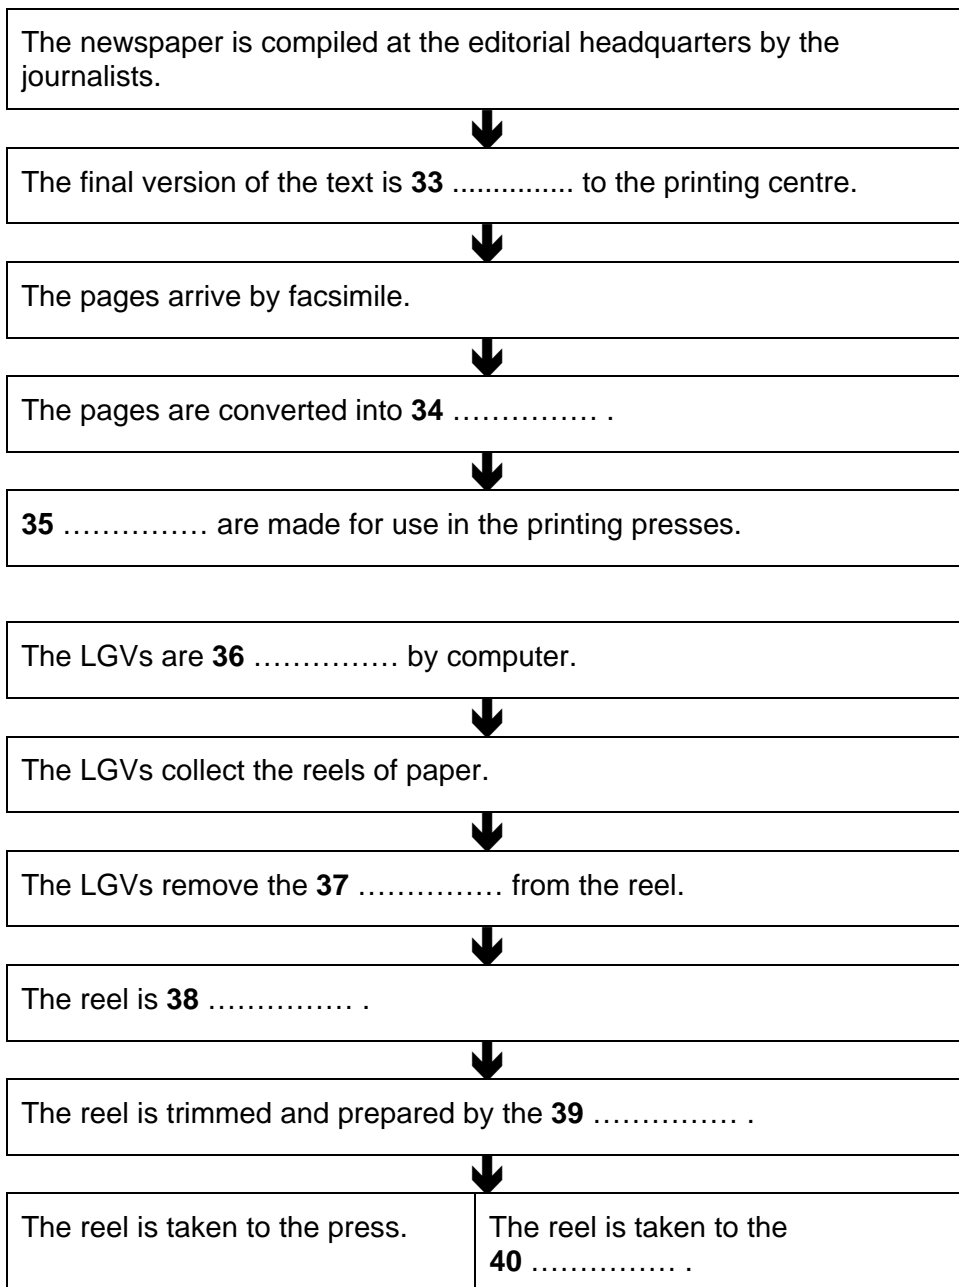 The newspaper is compiled at the editorial headquarters by the
journalists.
The final version of the text is 33 ............... to the printing centre.
The pages arrive by facsimile.
The pages are converted into 34 …………… .
35 …………… are made for use in the printing presses.
The LGVs are 36 …………… by computer.
The LGVs collect the reels of paper.
The LGVs remove the 37 …………… from the reel.
The reel is 38 …………… .
The reel is trimmed and prepared by the 39 …………… .
The reel is taken to the press.
The reel is taken to the
40 …………… .